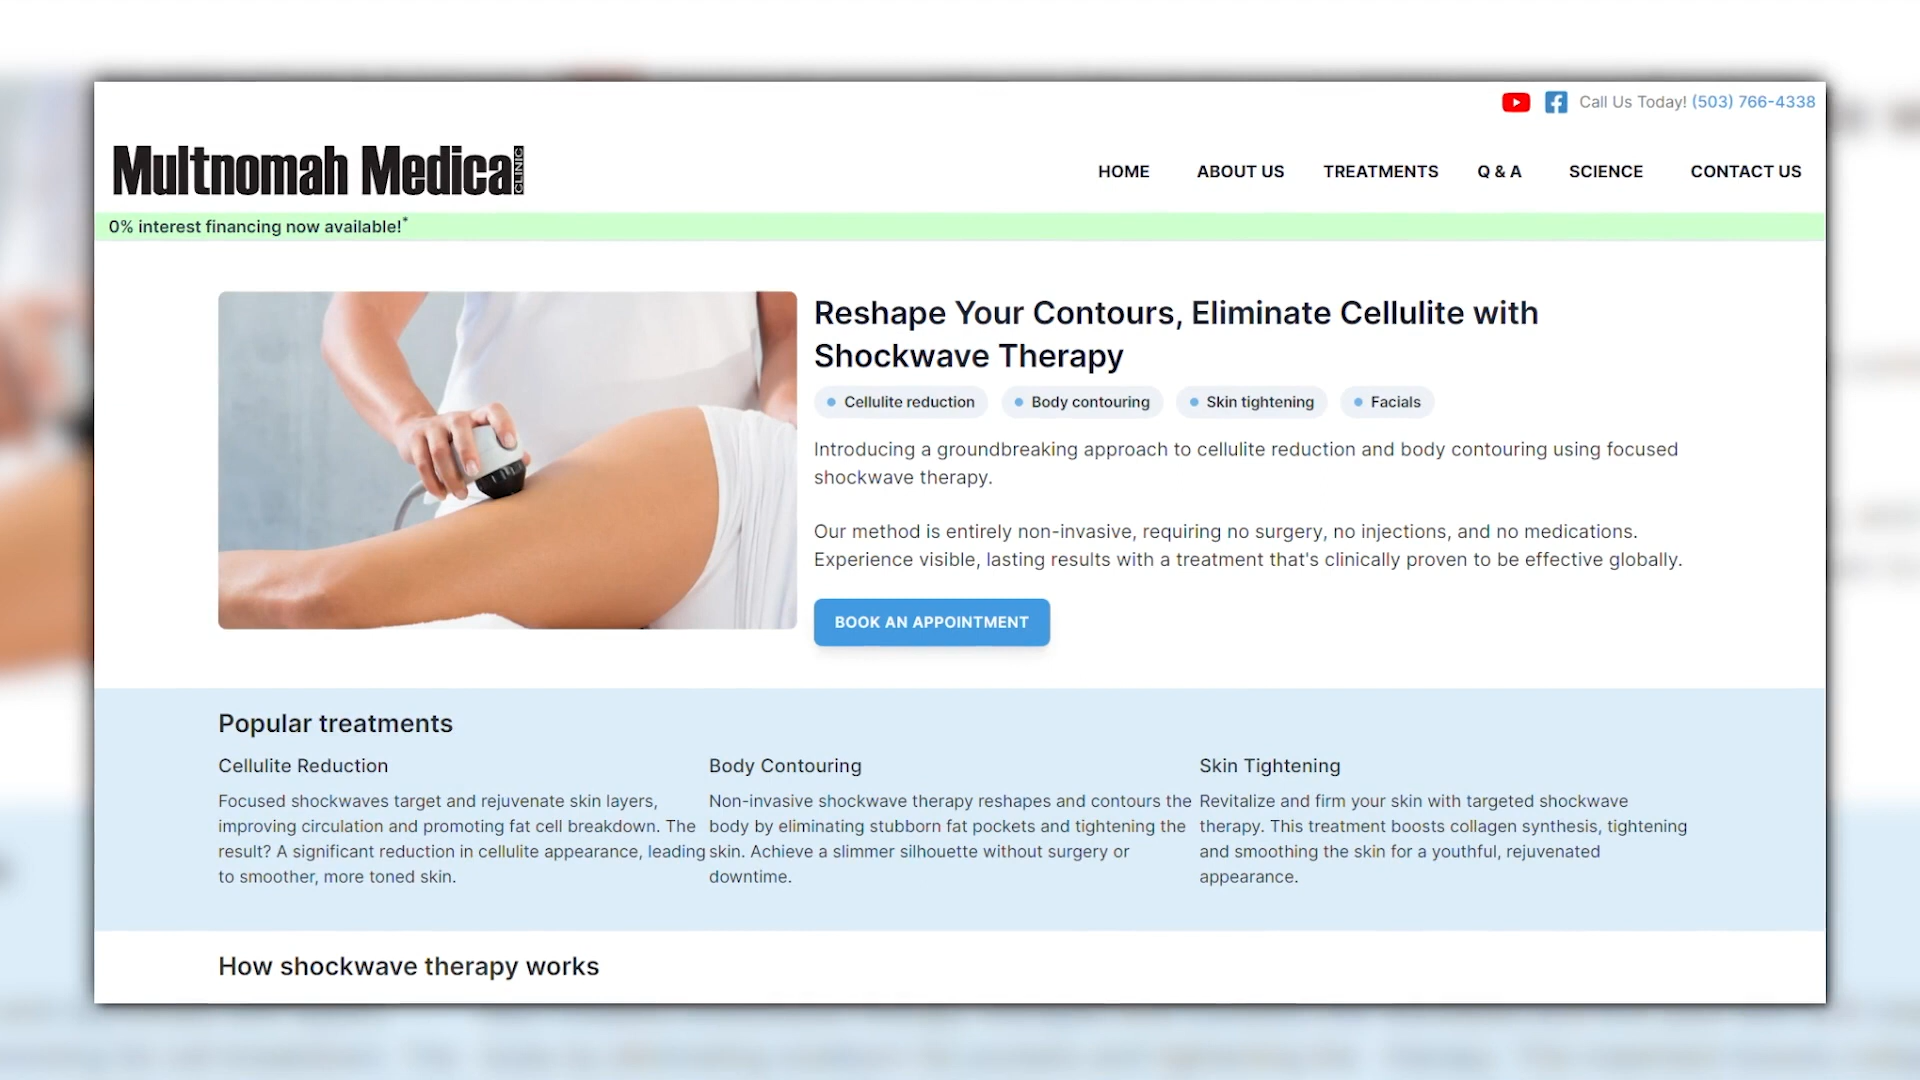 Call Us Today! (503) 766-4338
Multnomah Medical CLINIC
HOME ABOUT US TREATMENTS Q & A SCIENCE CONTACT US
0% interest financing now available!*
Reshape Your Contours, Eliminate Cellulite with
Shockwave Therapy
Cellulite reduction Body contouring Skin tightening Facials
Introducing a groundbreaking approach to cellulite reduction and body contouring using focused
shockwave therapy.
Our method is entirely non-invasive, requiring no surgery, no injections, and no medications.
Experience visible, lasting results with a treatment that's clinically proven to be effective globally.
BOOK AN APPOINTMENT
Popular treatments
Cellulite Reduction
Focused shockwaves target and rejuvenate skin layers,
improving circulation and promoting fat cell breakdown. The
result? A significant reduction in cellulite appearance, leading
to smoother, more toned skin.
Body Contouring
Non-invasive shockwave therapy reshapes and contours the
body by eliminating stubborn fat pockets and tightening the
skin. Achieve a slimmer silhouette without surgery or
downtime.
Skin Tightening
Revitalize and firm your skin with targeted shockwave
therapy. This treatment boosts collagen synthesis, tightening
and smoothing the skin for a youthful, rejuvenated
appearance.
How shockwave therapy works